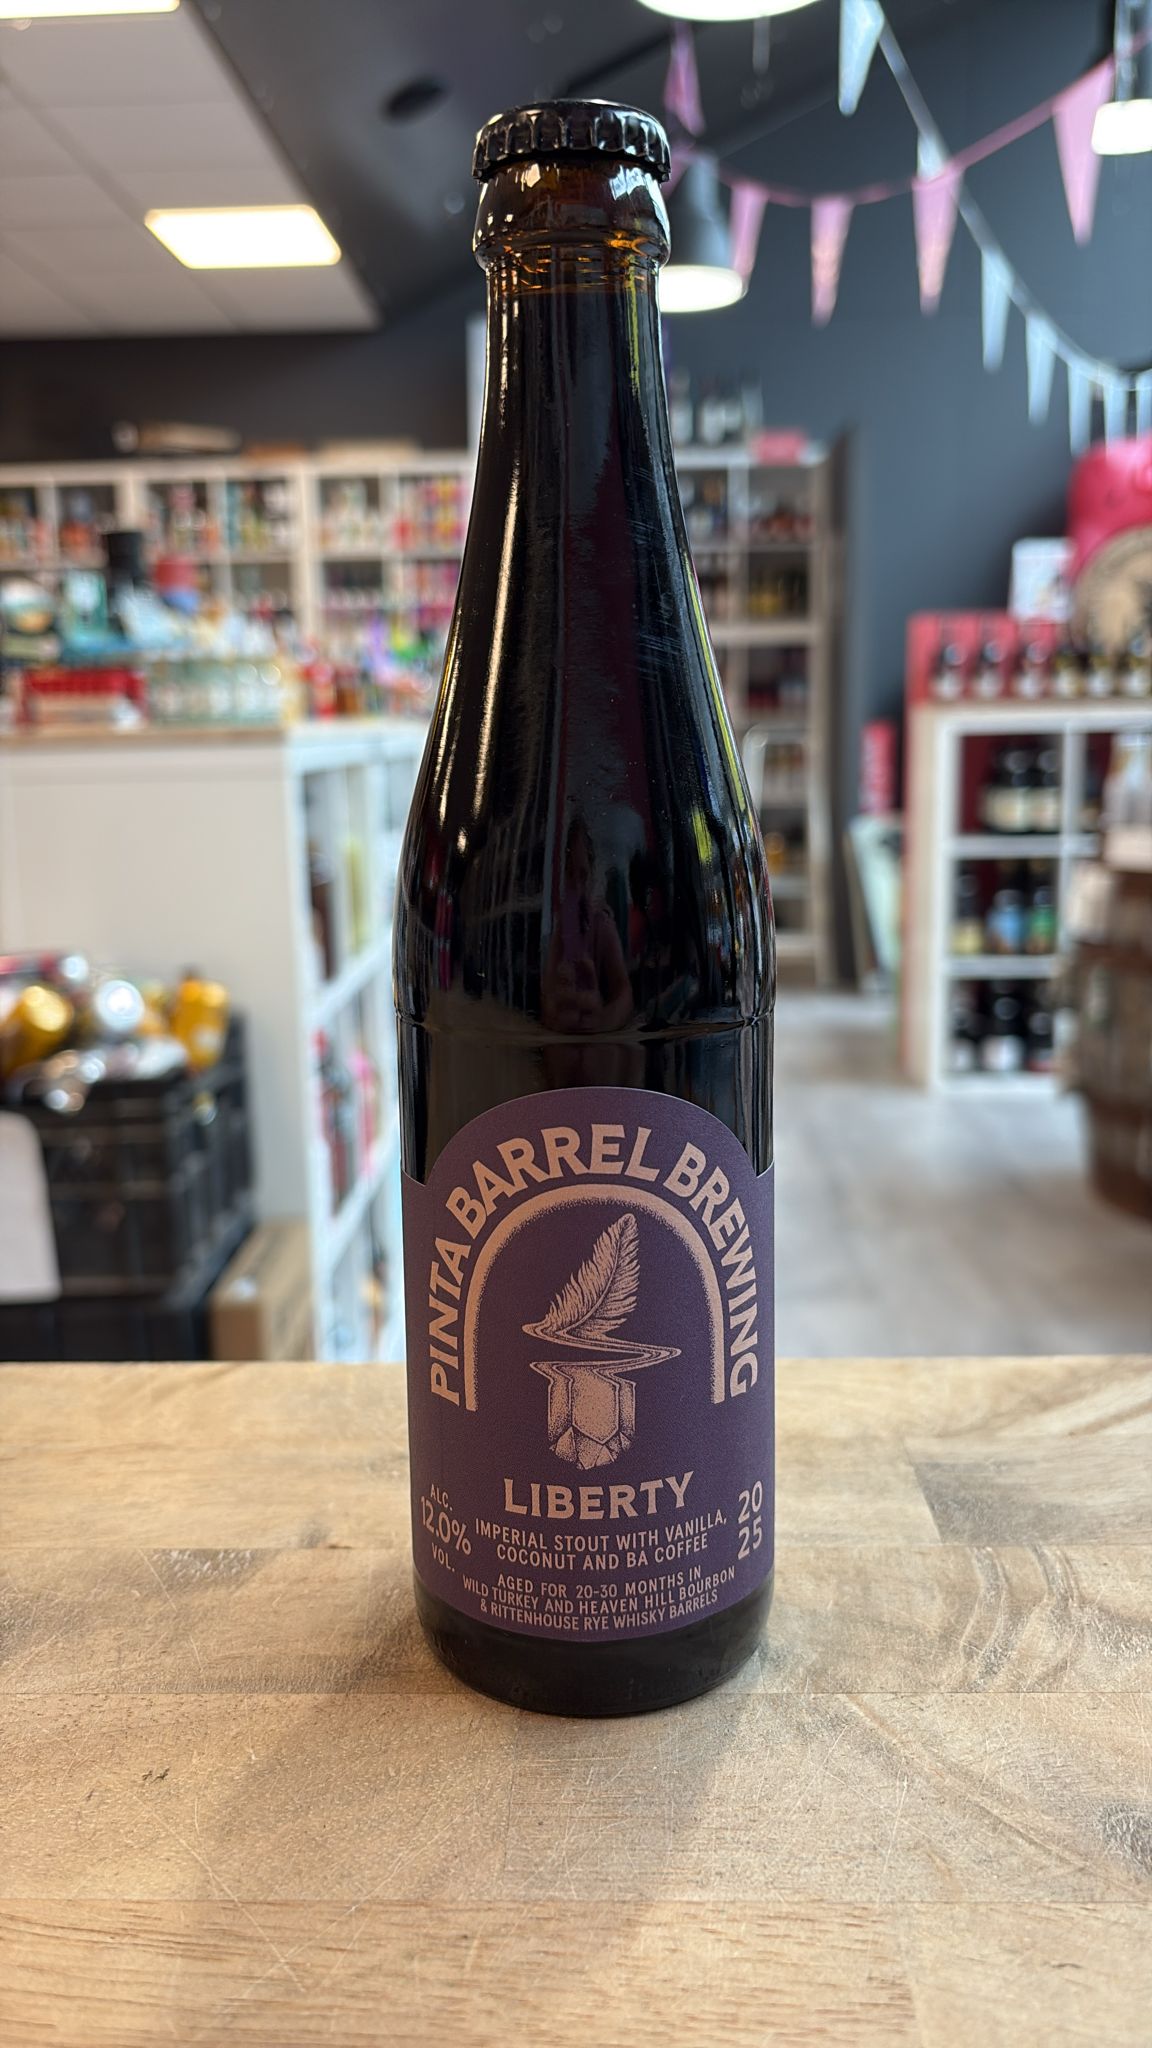 PINTA BARREL BREWING
LIBERTY
ALC.
12.0%
VOL.
IMPERIAL STOUT WITH VANILLA,
COCONUT AND BA COFFEE
20
25
AGED FOR 20-30 MONTHS IN
WILD TURKEY AND HEAVEN HILL BOURBON
& RITTENHOUSE RYE WHISKY BARRELS